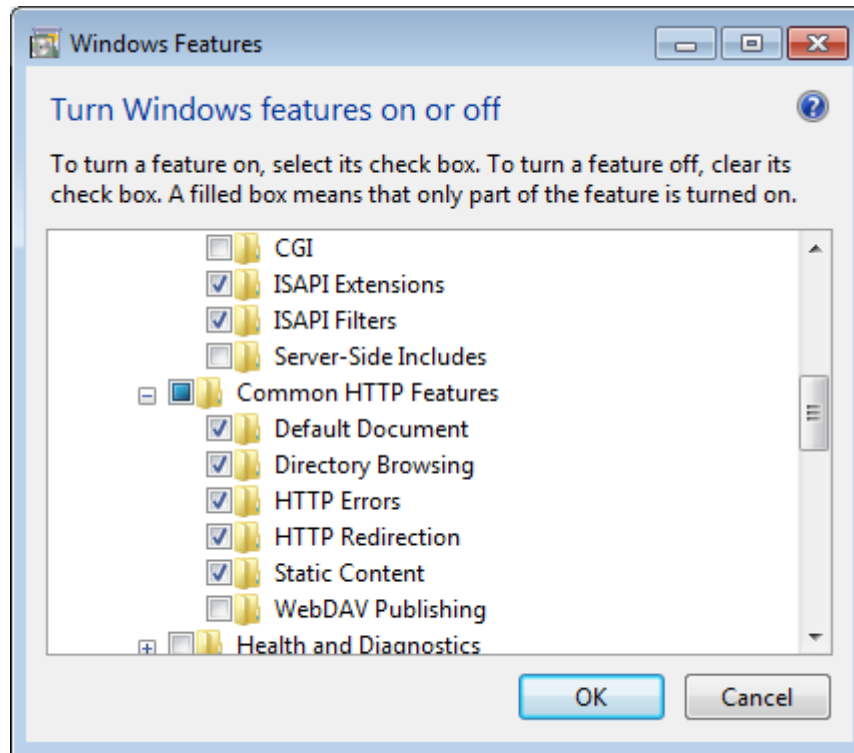 Windows Features
Turn Windows features on or off
To turn a feature on, select its check box. To turn a feature off, clear its
check box. A filled box means that only part of the feature is turned on.
CGI
ISAPI Extensions
ISAPI Filters
Server-Side Includes
Common HTTP Features
Default Document
Directory Browsing
HTTP Errors
HTTP Redirection
Static Content
WebDAV Publishing
Health and Diagnostics
OK
Cancel